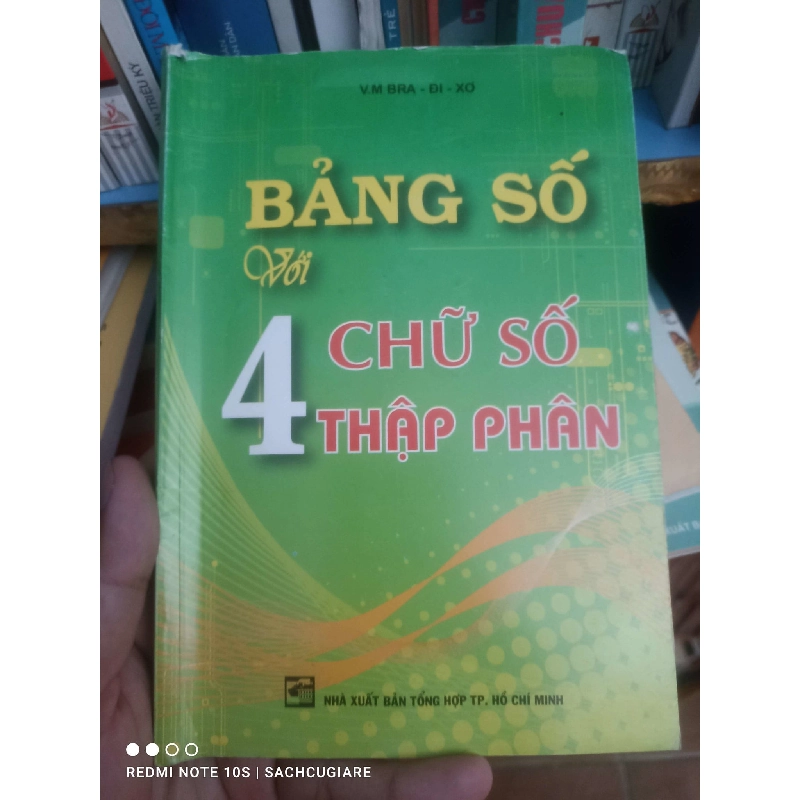 V.M BRA - ĐI - XƠ
BẢNG SỐ
Với
4 CHỮ SỐ
THẬP PHÂN
NHÀ XUẤT BẢN TỔNG HỢP TP. HỒ CHÍ MINH
REDMI NOTE 10S | SACHCUGIARE